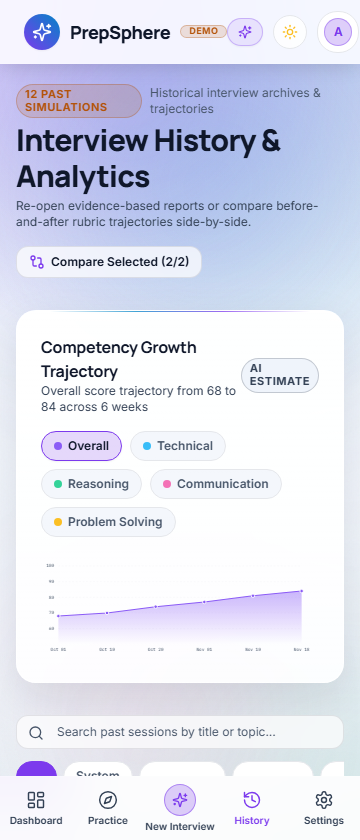 PrepSphere
DEMO
A
12 PAST
SIMULATIONS
Historical interview archives &
trajectories
Interview History &
Analytics
Re-open evidence-based reports or compare before-
and-after rubric trajectories side-by-side.
Compare Selected (2/2)
Competency Growth
Trajectory
AI
ESTIMATE
Overall score trajectory from 68 to
84 across 6 weeks
Overall
Technical
Reasoning
Communication
Problem Solving
100
90
80
70
60
Oct 01
Oct 10
Oct 20
Nov 01
Nov 10
Nov 16
Search past sessions by title or topic...
System
Dashboard
Practice
New Interview
History
Settings